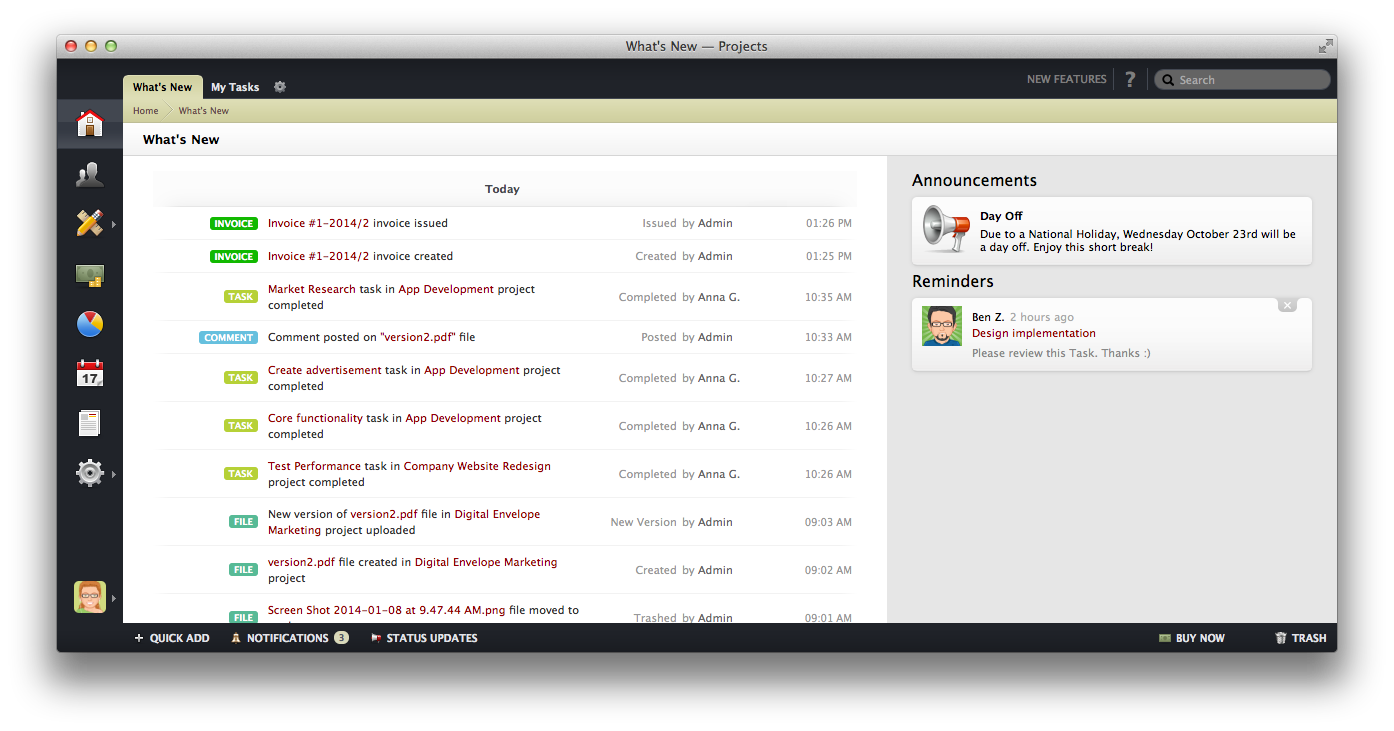 What's New — Projects
What's New
My Tasks
NEW FEATURES
?
Search
Home
What's New
What's New
Today
INVOICE Invoice #1-2014/2 invoice issued Issued by Admin 01:26 PM
INVOICE Invoice #1-2014/2 invoice created Created by Admin 01:25 PM
TASK Market Research task in App Development project
completed Completed by Anna G. 10:35 AM
COMMENT Comment posted on "version2.pdf" file Posted by Admin 10:33 AM
TASK Create advertisement task in App Development project
completed Completed by Anna G. 10:27 AM
TASK Core functionality task in App Development project
completed Completed by Anna G. 10:26 AM
TASK Test Performance task in Company Website Redesign
project completed Completed by Anna G. 10:26 AM
FILE New version of version2.pdf file in Digital Envelope
Marketing project uploaded New Version by Admin 09:03 AM
FILE version2.pdf file created in Digital Envelope Marketing
project Created by Admin 09:02 AM
FILE Screen Shot 2014-01-08 at 9.47.44 AM.png file moved to
Trashed by Admin 09:01 AM
Announcements
Day Off
Due to a National Holiday, Wednesday October 23rd will be
a day off. Enjoy this short break!
Reminders
Ben Z. 2 hours ago
Design implementation
Please review this Task. Thanks :)
17
+ QUICK ADD
NOTIFICATIONS 3
STATUS UPDATES
BUY NOW
TRASH